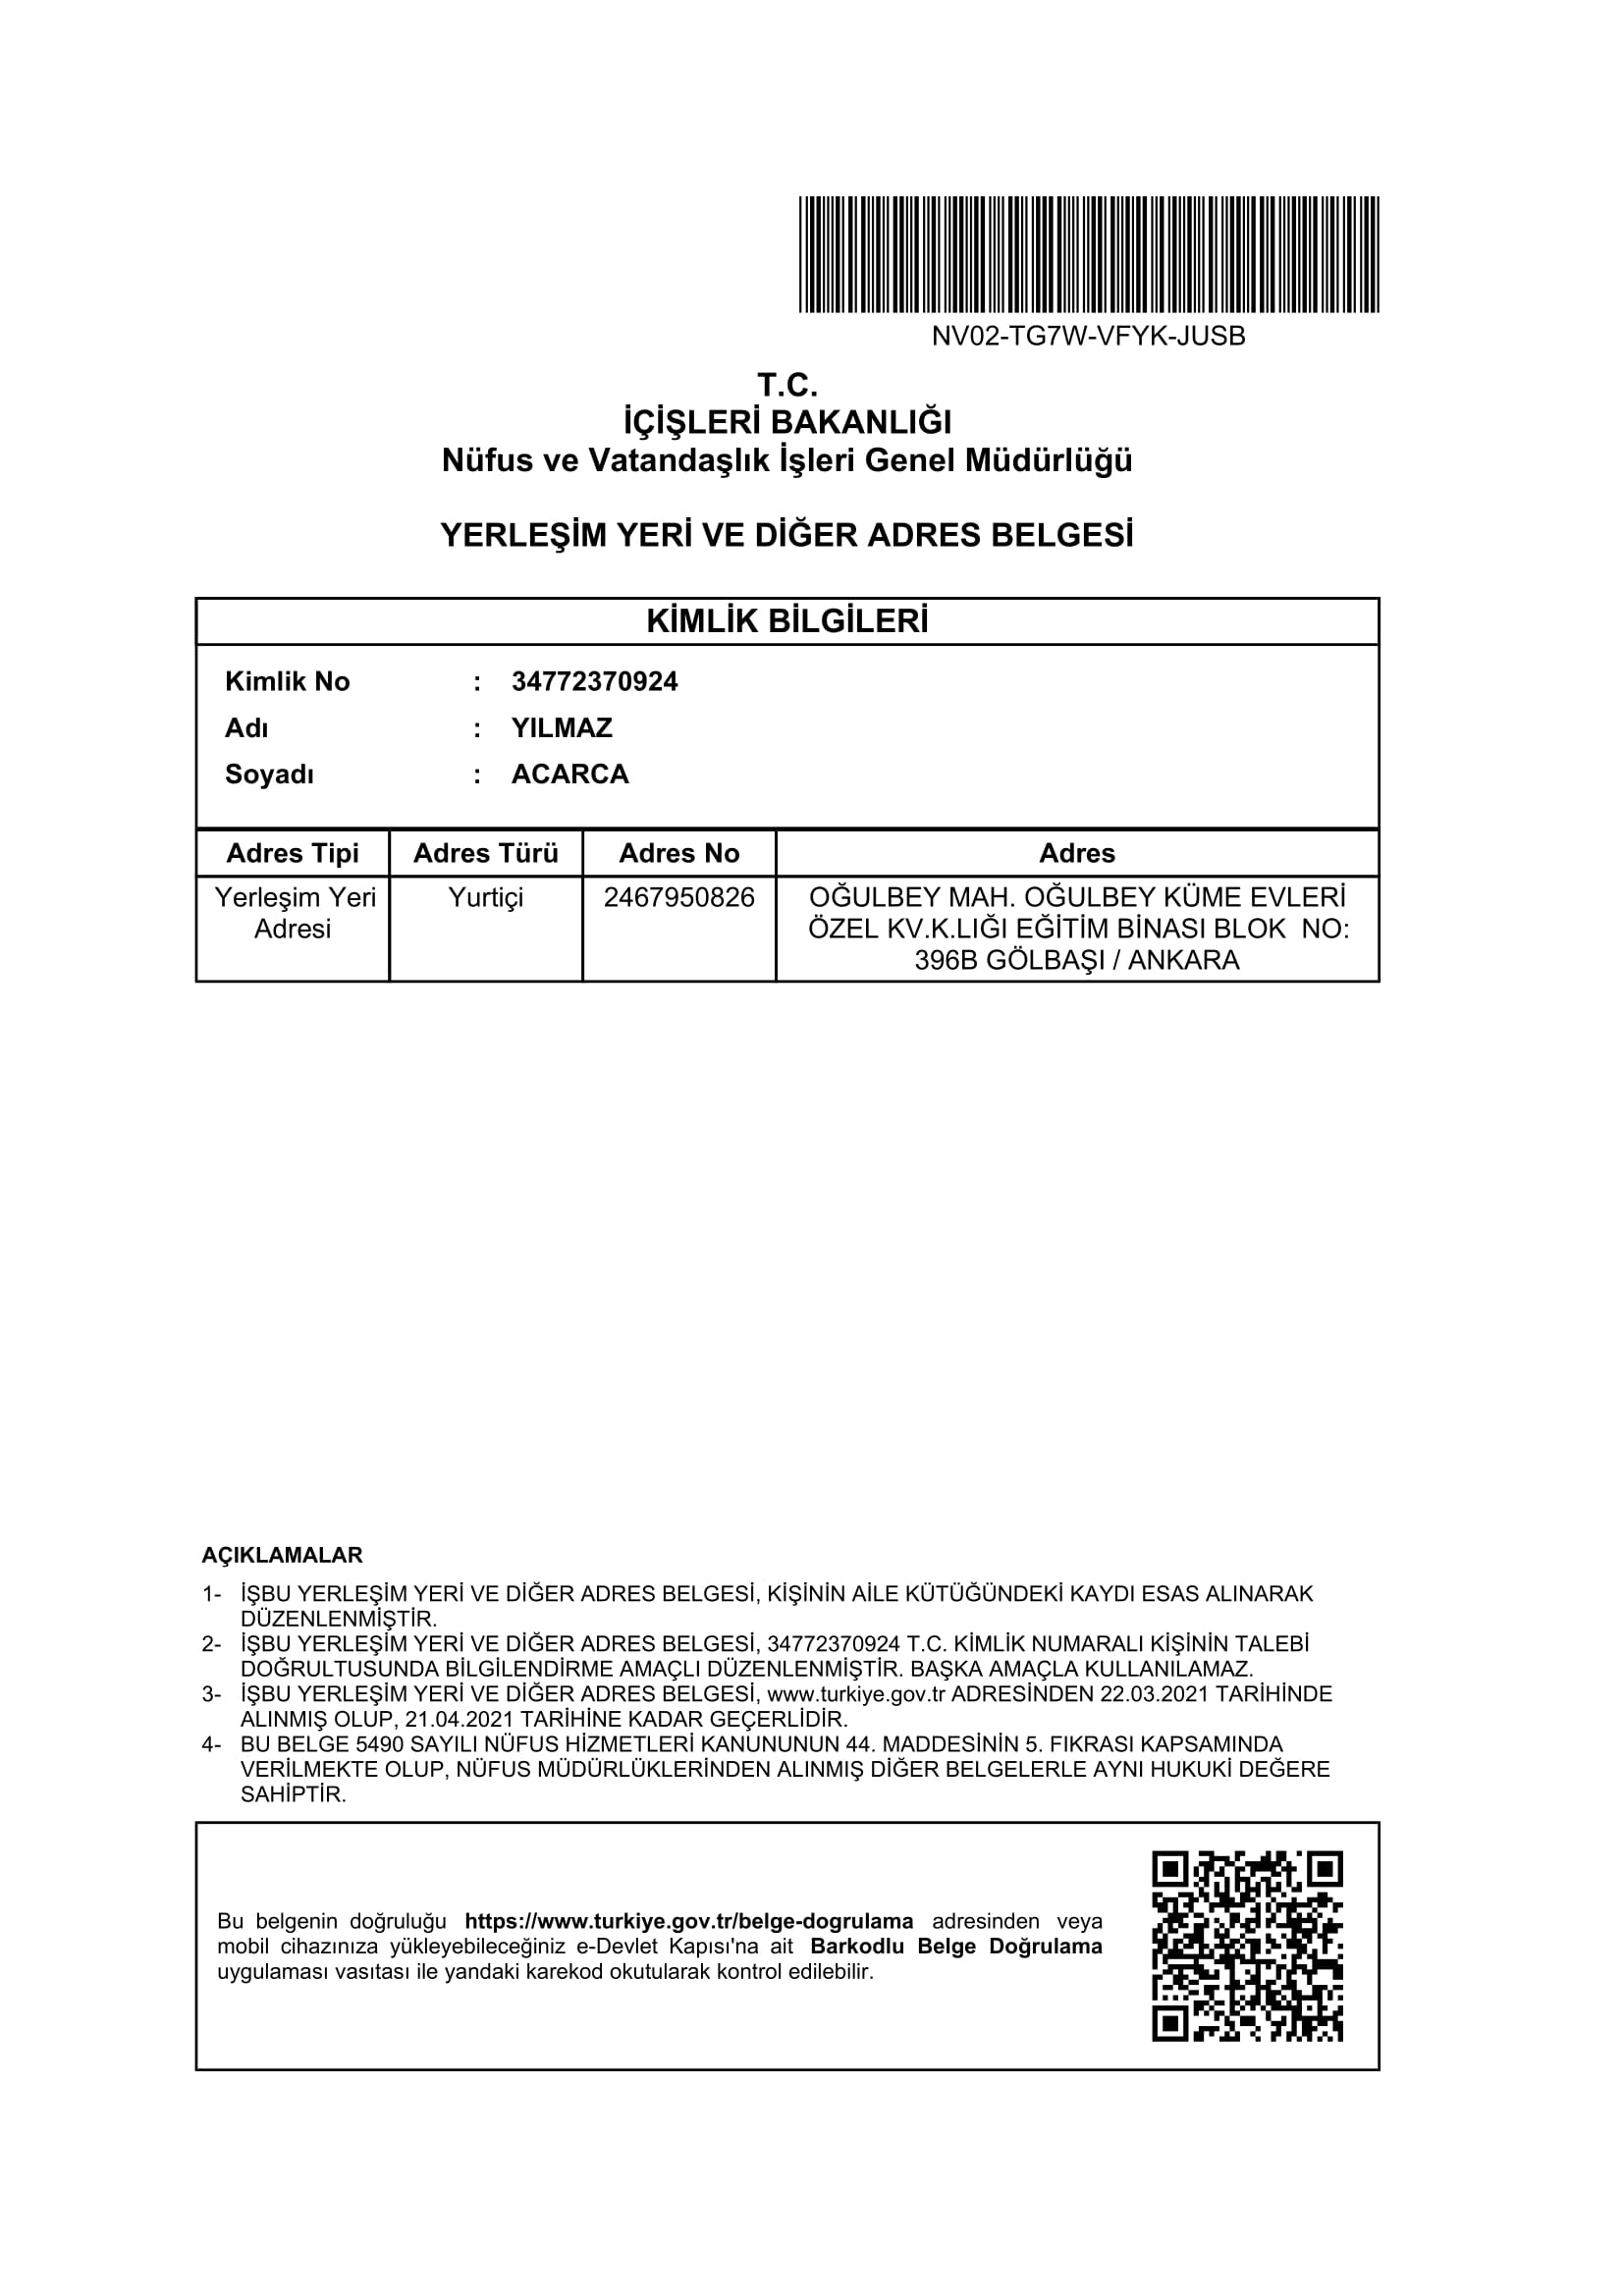 NV02-TG7W-VFYK-JUSB
T.C.
İÇİŞLERİ BAKANLIĞI
Nüfus ve Vatandaşlık İşleri Genel Müdürlüğü
YERLEŞİM YERİ VE DİĞER ADRES BELGESİ
KİMLİK BİLGİLERİ
Kimlik No : 34772370924
Adı : YILMAZ
Soyadı : ACARCA
Adres Tipi Adres Türü Adres No Adres
Yerleşim Yeri Yurtiçi 2467950826 OĞULBEY MAH. OĞULBEY KÜME EVLERİ
Adresi ÖZEL KV.K.LIĞI EĞİTİM BİNASI BLOK NO:
396B GÖLBAŞI / ANKARA
AÇIKLAMALAR
1- İŞBU YERLEŞİM YERİ VE DİĞER ADRES BELGESİ, KİŞİNİN AİLE KÜTÜĞÜNDEKİ KAYDI ESAS ALINARAK
DÜZENLENMİŞTİR.
2- İŞBU YERLEŞİM YERİ VE DİĞER ADRES BELGESİ, 34772370924 T.C. KİMLİK NUMARALI KİŞİNİN TALEBİ
DOĞRULTUSUNDA BİLGİLENDİRME AMAÇLI DÜZENLENMİŞTİR. BAŞKA AMAÇLA KULLANILAMAZ.
3- İŞBU YERLEŞİM YERİ VE DİĞER ADRES BELGESİ, www.turkiye.gov.tr ADRESİNDEN 22.03.2021 TARİHİNDE
ALINMIŞ OLUP, 21.04.2021 TARİHİNE KADAR GEÇERLİDİR.
4- BU BELGE 5490 SAYILI NÜFUS HİZMETLERİ KANUNUNUN 44. MADDESİNİN 5. FIKRASI KAPSAMINDA
VERİLMEKTE OLUP, NÜFUS MÜDÜRLÜKLERİNDEN ALINMIŞ DİĞER BELGELERLE AYNI HUKUKİ DEĞERE
SAHİPTİR.
Bu belgenin doğruluğu https://www.turkiye.gov.tr/belge-dogrulama adresinden veya
mobil cihazınıza yükleyebileceğiniz e-Devlet Kapısı'na ait Barkodlu Belge Doğrulama
uygulaması vasıtası ile yandaki karekod okutularak kontrol edilebilir.